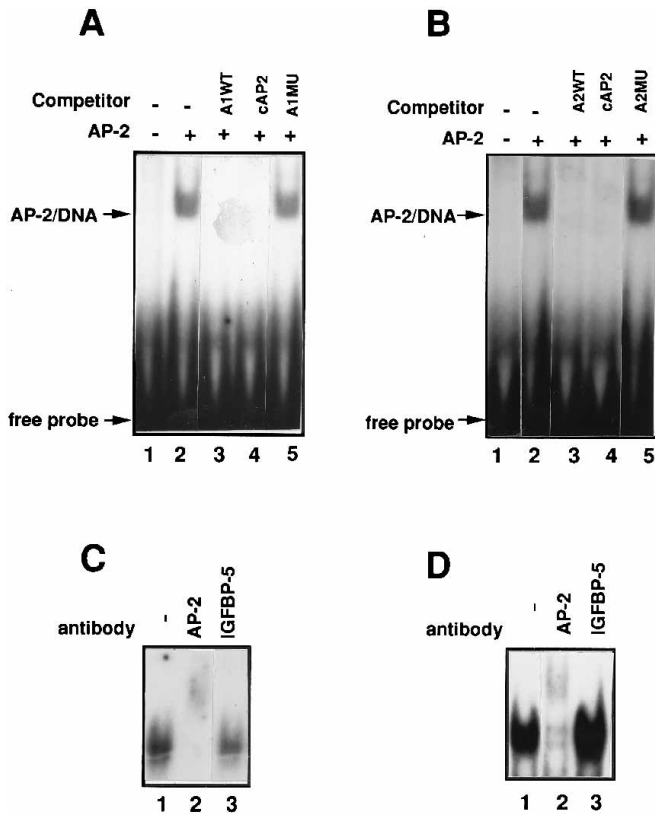 A
Competitor - - A1WT cAP2 A1MU
AP-2 - + + + +
AP-2/DNA
free probe
1 2 3 4 5
B
Competitor - - A2WT cAP2 A2MU
AP-2 - + + + +
AP-2/DNA
free probe
1 2 3 4 5
C
antibody - AP-2 IGFBP-5
1 2 3
D
antibody - AP-2 IGFBP-5
1 2 3